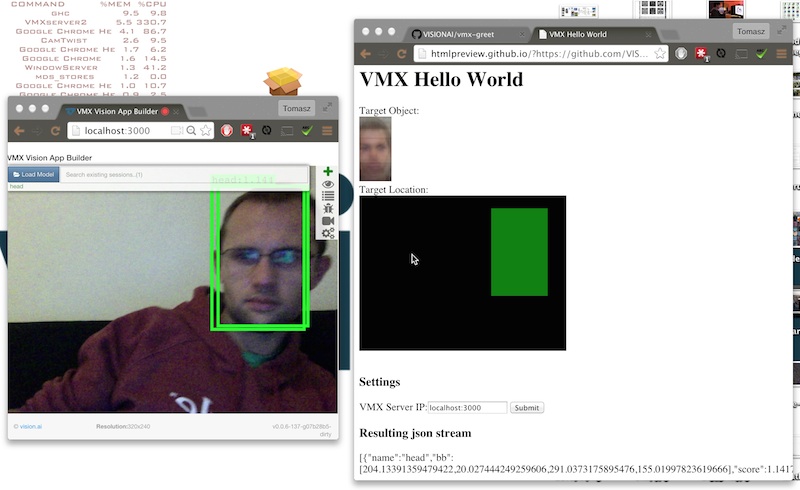 COMMAND %MEM %CPU
ghc 9.5 9.8
VMXserver2 5.5 330.7
Google Chrome He 4.1 86.7
CamTwist 2.6 9.5
Google Chrome 1.7 6.2
Google Chrome He 1.6 14.5
WindowServer 1.3 41.2
mds_stores 1.2 0.0
Google Chrome He 1.0 10.7
VMX Vision App Builder
Tomasz
localhost:3000
VMX Vision App Builder
Load Model
Search existing sessions..(1)
head
© vision.ai
Resolution:320x240
v0.0.6-137-g07b28b5-
dirty
VISIONAI/vmx-greet
VMX Hello World
Tomasz
htmlpreview.github.io/?https://github.com/VIS...
VMX Hello World
Target Object:
Target Location:
Settings
VMX Server IP:
localhost:3000
Submit
Resulting json stream
[{"name":"head","bb":
[204.13391359479422,20.027444249259606,291.0373175895476,155.01997823619666],"score":1.1417